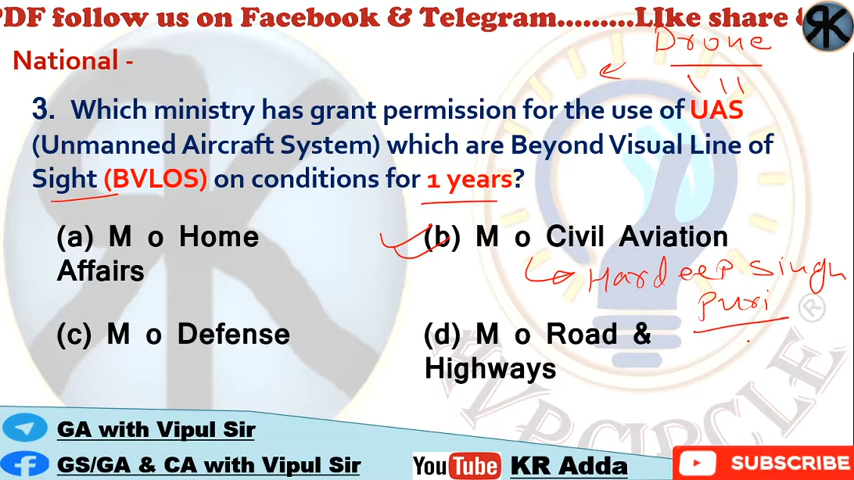 PDF follow us on Facebook & Telegram.........LIke share &
Drone
National -
3. Which ministry has grant permission for the use of UAS
(Unmanned Aircraft System) which are Beyond Visual Line of
Sight (BVLOS) on conditions for 1 years?
(a) M o Home
Affairs
(b) M o Civil Aviation
Hardeep Singh
Puri
(c) M o Defense
(d) M o Road &
Highways
GA with Vipul Sir
GS/GA & CA with Vipul Sir
YouTube KR Adda
SUBSCRIBE